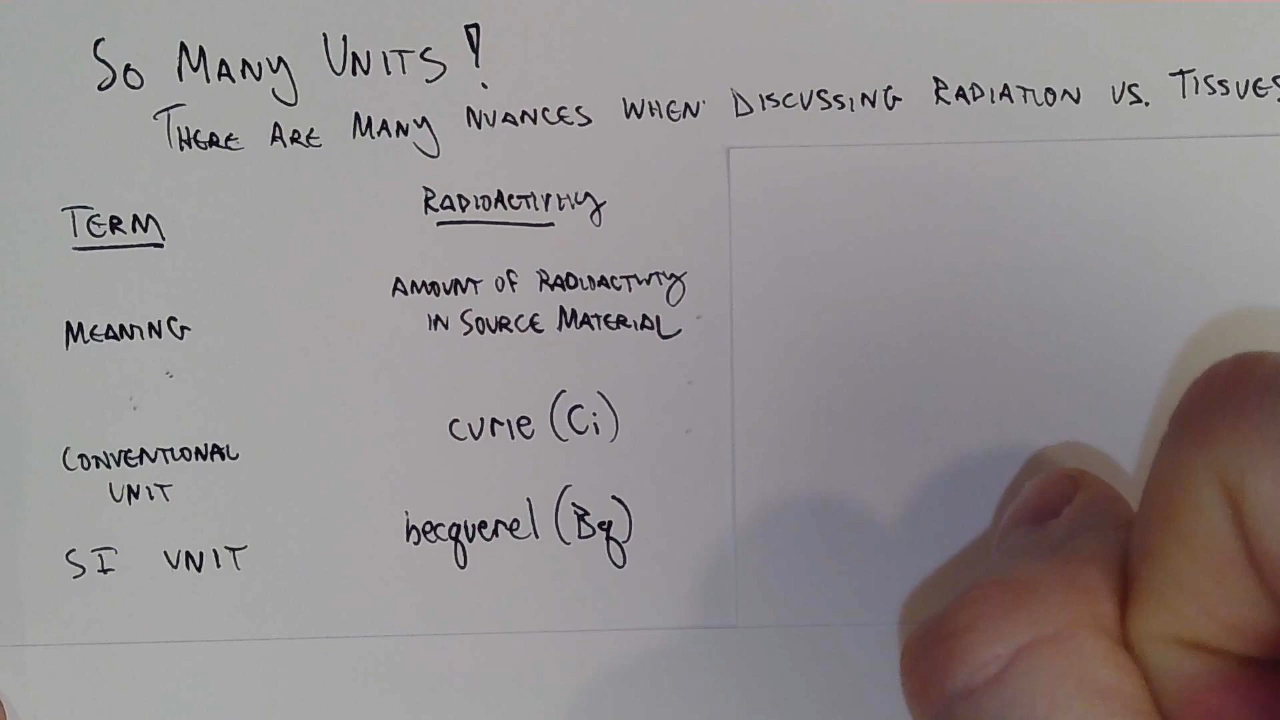 SO MANY UNITS!
THERE ARE MANY NUANCES WHEN DISCUSSING RADIATION VS. TISSUES
TERM
RADIOACTIVITY
MEANING
AMOUNT OF RADIOACTIVITY
IN SOURCE MATERIAL
CONVENTIONAL
UNIT
curie (Ci)
SI UNIT
becquerel (Bq)